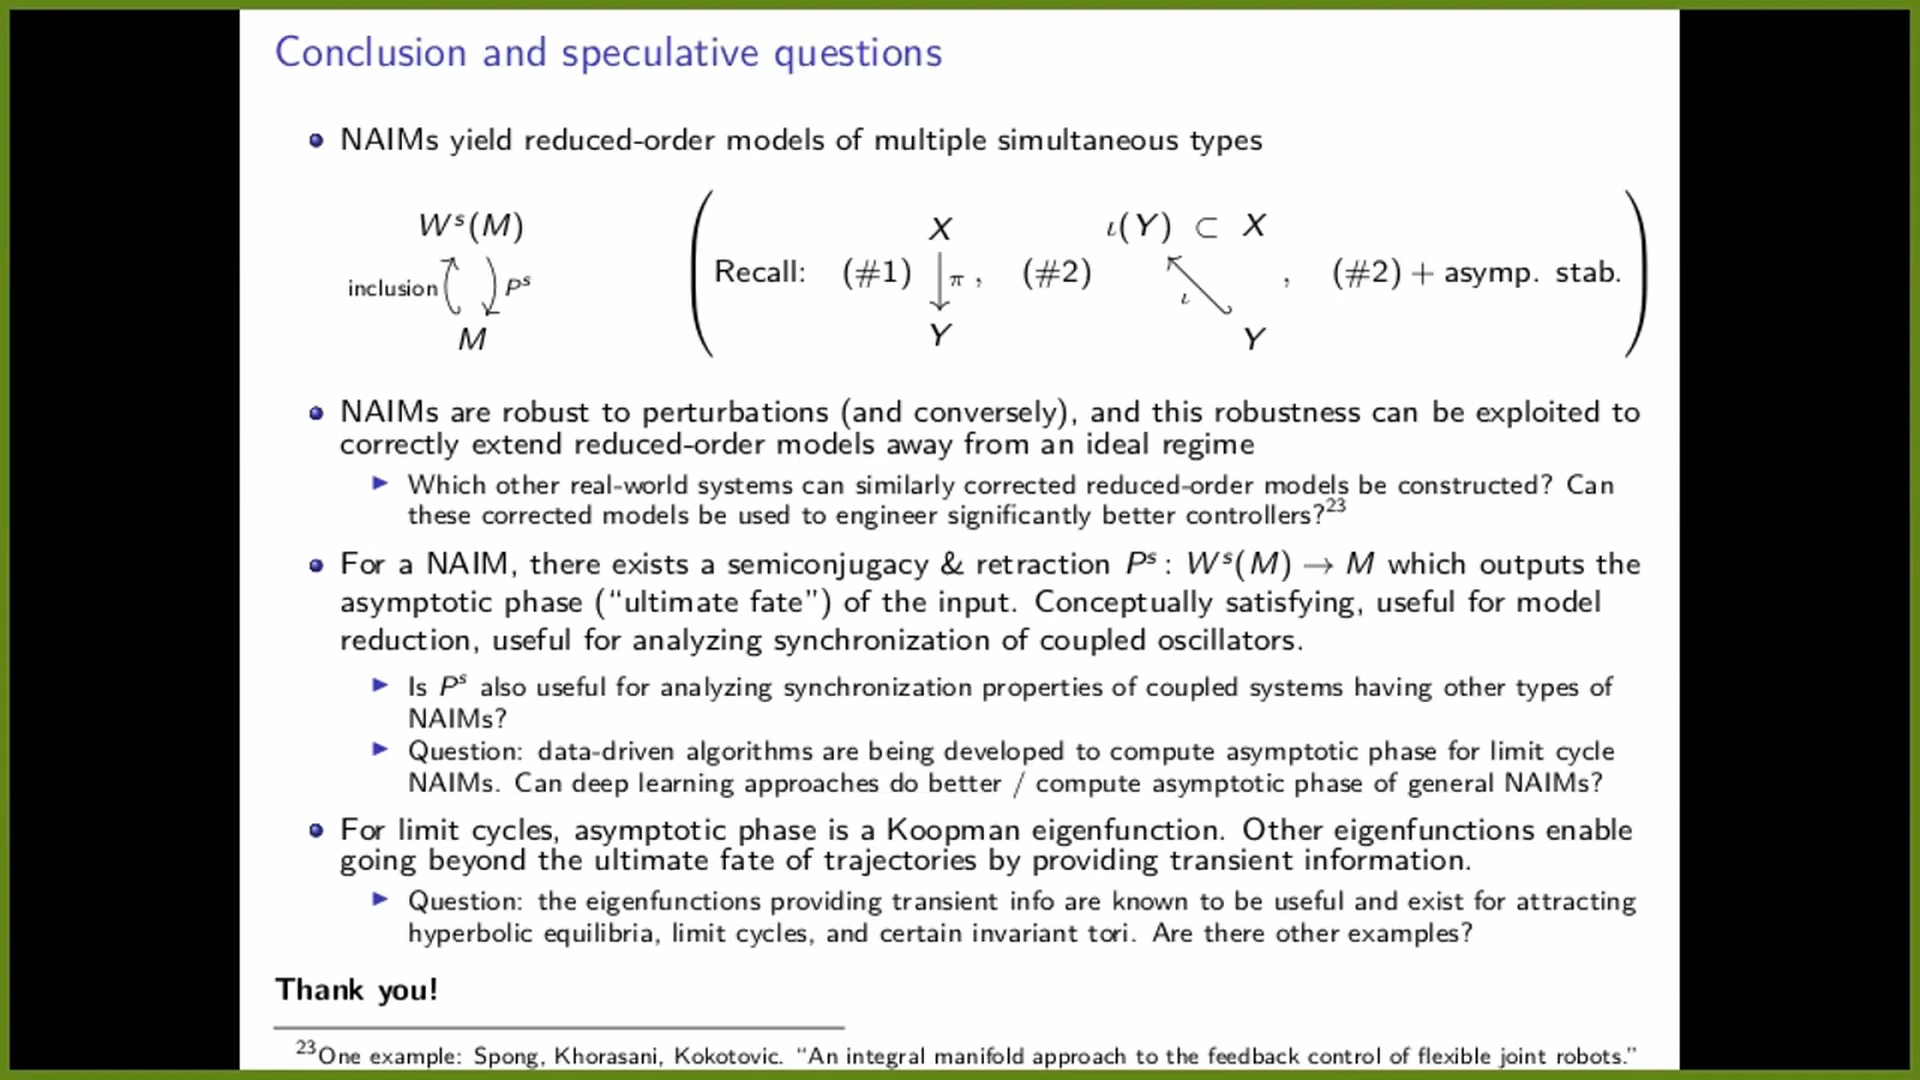 Conclusion and speculative questions
NAIMs yield reduced-order models of multiple simultaneous types
Wˢ(M)
inclusion Pˢ
M
Recall: (#1) X π Y , (#2) ι(Y) ⊂ X ι Y , (#2) + asymp. stab.
NAIMs are robust to perturbations (and conversely), and this robustness can be exploited to
correctly extend reduced-order models away from an ideal regime
Which other real-world systems can similarly corrected reduced-order models be constructed? Can
these corrected models be used to engineer significantly better controllers?²³
For a NAIM, there exists a semiconjugacy & retraction Pˢ: Wˢ(M) → M which outputs the
asymptotic phase (“ultimate fate”) of the input. Conceptually satisfying, useful for model
reduction, useful for analyzing synchronization of coupled oscillators.
Is Pˢ also useful for analyzing synchronization properties of coupled systems having other types of
NAIMs?
Question: data-driven algorithms are being developed to compute asymptotic phase for limit cycle
NAIMs. Can deep learning approaches do better / compute asymptotic phase of general NAIMs?
For limit cycles, asymptotic phase is a Koopman eigenfunction. Other eigenfunctions enable
going beyond the ultimate fate of trajectories by providing transient information.
Question: the eigenfunctions providing transient info are known to be useful and exist for attracting
hyperbolic equilibria, limit cycles, and certain invariant tori. Are there other examples?
Thank you!
²³One example: Spong, Khorasani, Kokotovic. “An integral manifold approach to the feedback control of flexible joint robots.”